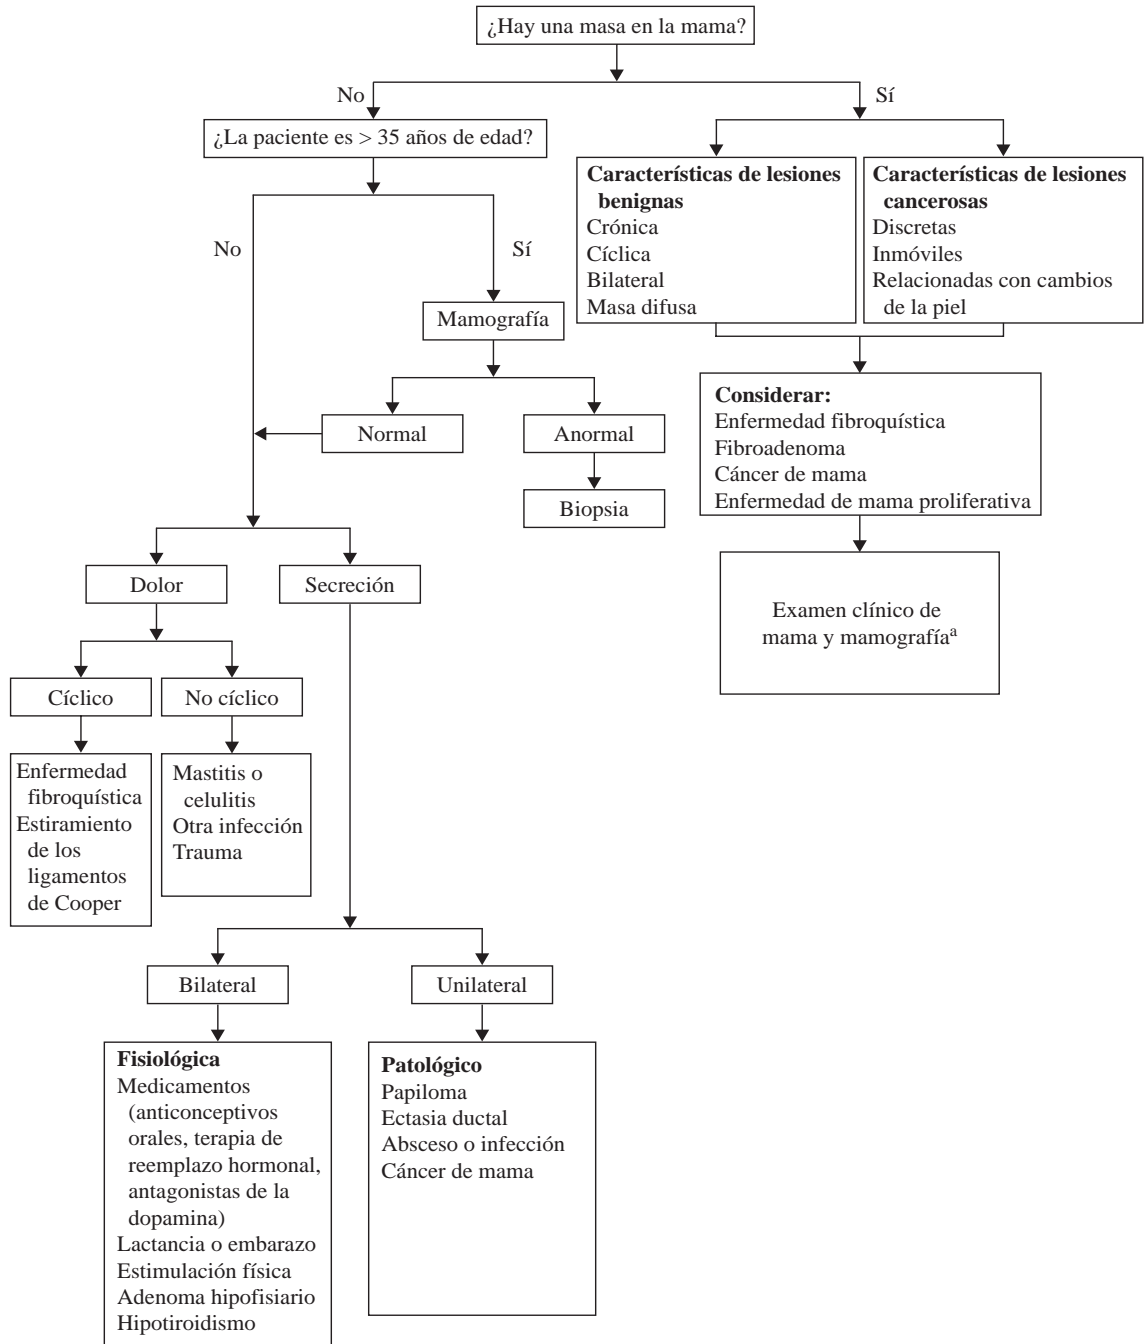 ¿Hay una masa en la mama?
No
Sí
¿La paciente es > 35 años de edad?
Características de lesiones
benignas
Crónica
Cíclica
Bilateral
Masa difusa
Características de lesiones
cancerosas
Discretas
Inmóviles
Relacionadas con cambios
de la piel
No
Sí
Mamografía
Normal
Anormal
Biopsia
Considerar:
Enfermedad fibroquística
Fibroadenoma
Cáncer de mama
Enfermedad de mama proliferativa
Examen clínico de
mama y mamografíaᵃ
Dolor
Secreción
Cíclico
No cíclico
Enfermedad
fibroquística
Estiramiento
de los
ligamentos
de Cooper
Mastitis o
celulitis
Otra infección
Trauma
Bilateral
Unilateral
Fisiológica
Medicamentos
(anticonceptivos
orales, terapia de
reemplazo hormonal,
antagonistas de la
dopamina)
Lactancia o embarazo
Estimulación física
Adenoma hipofisiario
Hipotiroidismo
Patológico
Papiloma
Ectasia ductal
Absceso o infección
Cáncer de mama